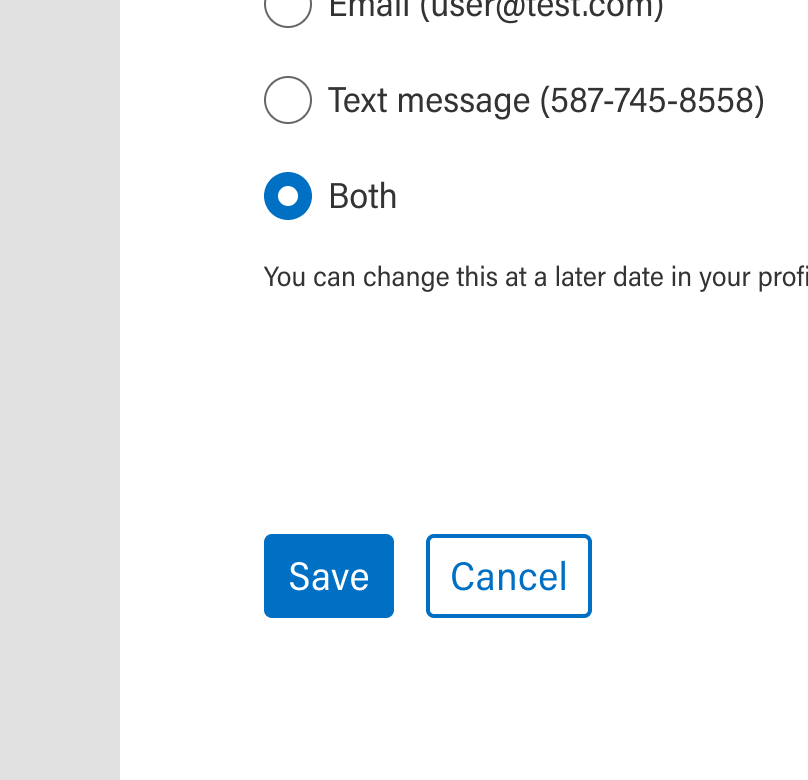 Email (user@test.com)
Text message (587-745-8558)
Both
You can change this at a later date in your
Save
Cancel